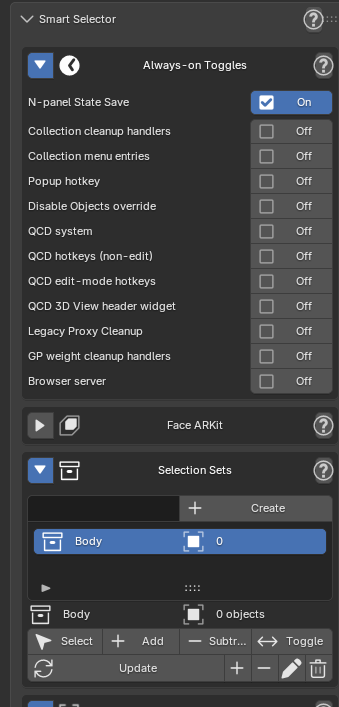 Smart Selector
Always-on Toggles
N-panel State Save On
Collection cleanup handlers Off
Collection menu entries Off
Popup hotkey Off
Disable Objects override Off
QCD system Off
QCD hotkeys (non-edit) Off
QCD edit-mode hotkeys Off
QCD 3D View header widget Off
Legacy Proxy Cleanup Off
GP weight cleanup handlers Off
Browser server Off
Face ARKit
Selection Sets
Create
Body 0
Body 0 objects
Select Add Subtr... Toggle
Update